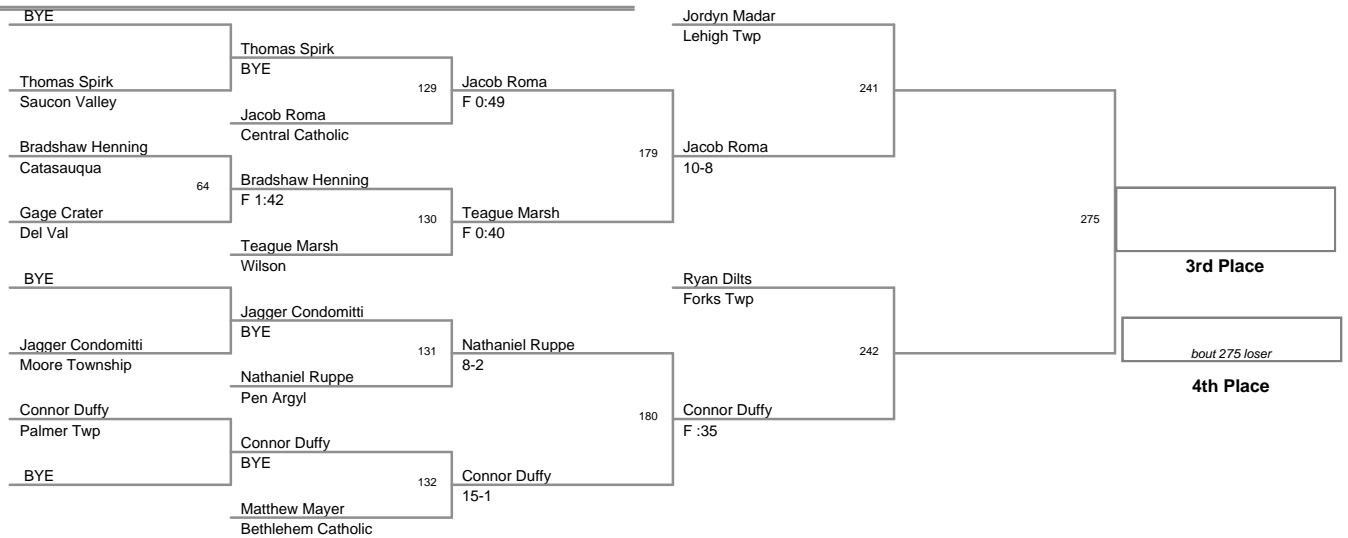 BYE
Thomas Spirk
Saucon Valley
Bradshaw Henning
Catasauqua
64
Gage Crater
Del Val
BYE
Jagger Condomitti
Moore Township
Connor Duffy
Palmer Twp
BYE
Thomas Spirk
BYE
129
Jacob Roma
Central Catholic
Bradshaw Henning
F 1:42
130
Teague Marsh
Wilson
Jagger Condomitti
BYE
131
Nathaniel Ruppe
Pen Argyl
Connor Duffy
BYE
132
Matthew Mayer
Bethlehem Catholic
Jacob Roma
F 0:49
179
Teague Marsh
F 0:40
Nathaniel Ruppe
8-2
180
Connor Duffy
15-1
Jordyn Madar
Lehigh Twp
241
Jacob Roma
10-8
Ryan Dilts
Forks Twp
242
Connor Duffy
F :35
275
3rd Place
bout 275 loser
4th Place